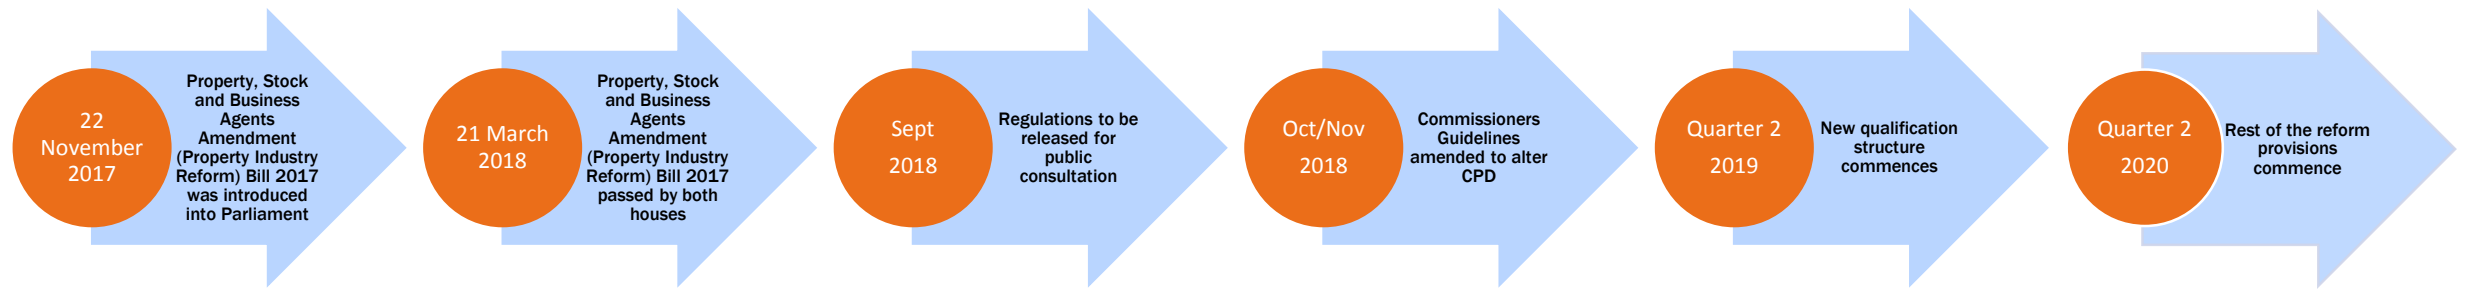 22
November
2017
Property, Stock
and Business
Agents
Amendment
(Property Industry
Reform) Bill 2017
was introduced
into Parliament
21 March
2018
Property, Stock
and Business
Agents
Amendment
(Property Industry
Reform) Bill 2017
passed by both
houses
Sept
2018
Regulations to be
released for
public
consultation
Oct/Nov
2018
Commissioners
Guidelines
amended to alter
CPD
Quarter 2
2019
New qualification
structure
commences
Quarter 2
2020
Rest of the reform
provisions
commence